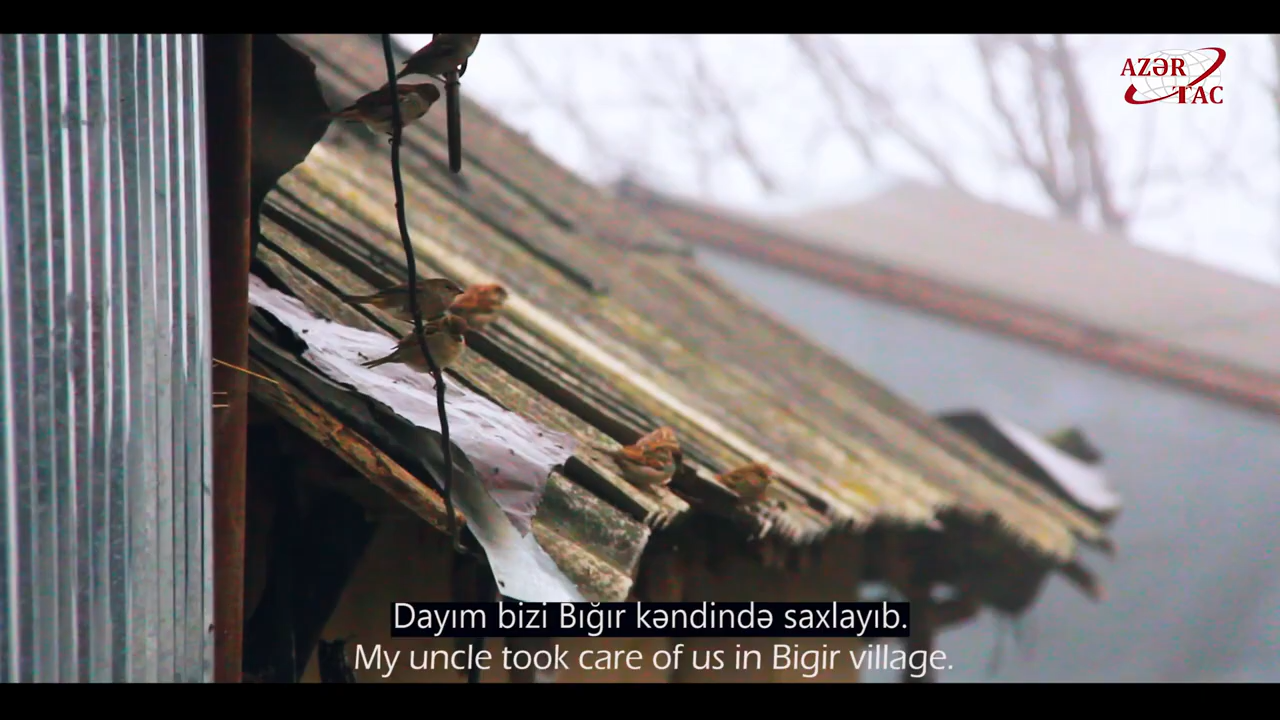 AZƏR
TAC
Dayım bizi Bığır kəndində saxlayıb.
My uncle took care of us in Bigir village.